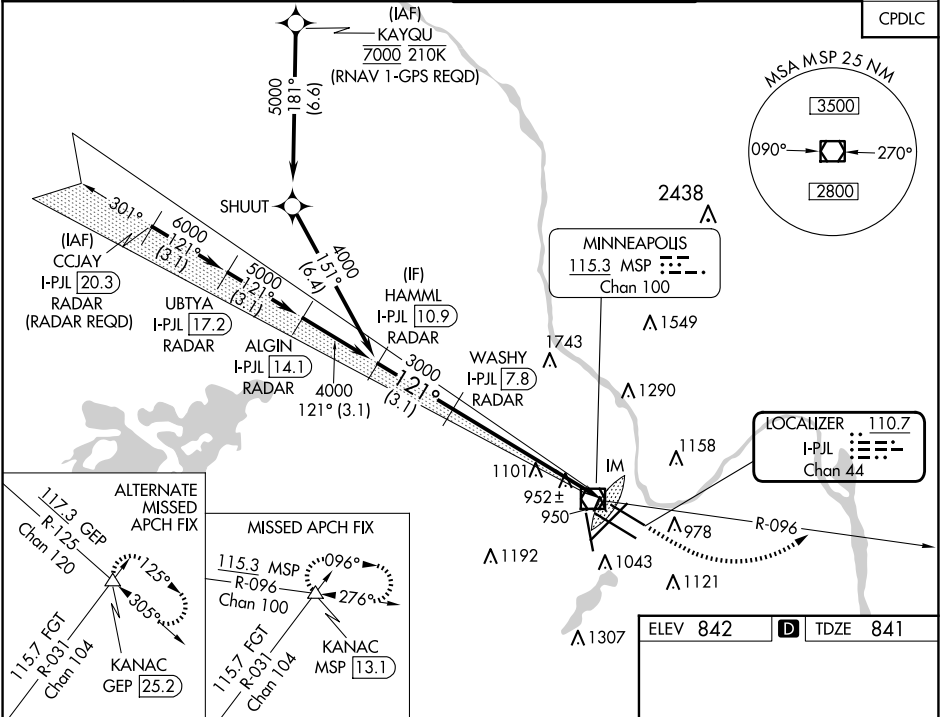 CPDLC
(IAF)
KAYQU
7000 210K
(RNAV 1-GPS REQD)
5000
181°
(6.6)
MSA MSP 25 NM
3500
090°
270°
2800
SHUUT
4000
151°
(6.4)
2438
MINNEAPOLIS
115.3 MSP
Chan 100
301°
6000
121°
(3.1)
(IAF)
CCJAY
I-PJL 20.3
RADAR
(RADAR REQD)
5000
121°
(3.1)
UBTYA
I-PJL 17.2
RADAR
ALGIN
I-PJL 14.1
RADAR
4000
121° (3.1)
(IF)
HAMML
I-PJL 10.9
RADAR
3000
121°
(3.1)
WASHY
I-PJL 7.8
RADAR
1549
1743
1290
1158
LOCALIZER 110.7
I-PJL
Chan 44
1101
IM
952 ±
950
978
R-096
1192
1043
1121
1307
ALTERNATE
MISSED
APCH FIX
117.3 GEP
R-125
Chan 120
125°
305°
115.7 FGT
R-031
Chan 104
KANAC
GEP 25.2
MISSED APCH FIX
115.3 MSP
R-096
Chan 100
096°
276°
115.7 FGT
R-031
Chan 104
KANAC
MSP 13.1
ELEV 842
D
TDZE 841